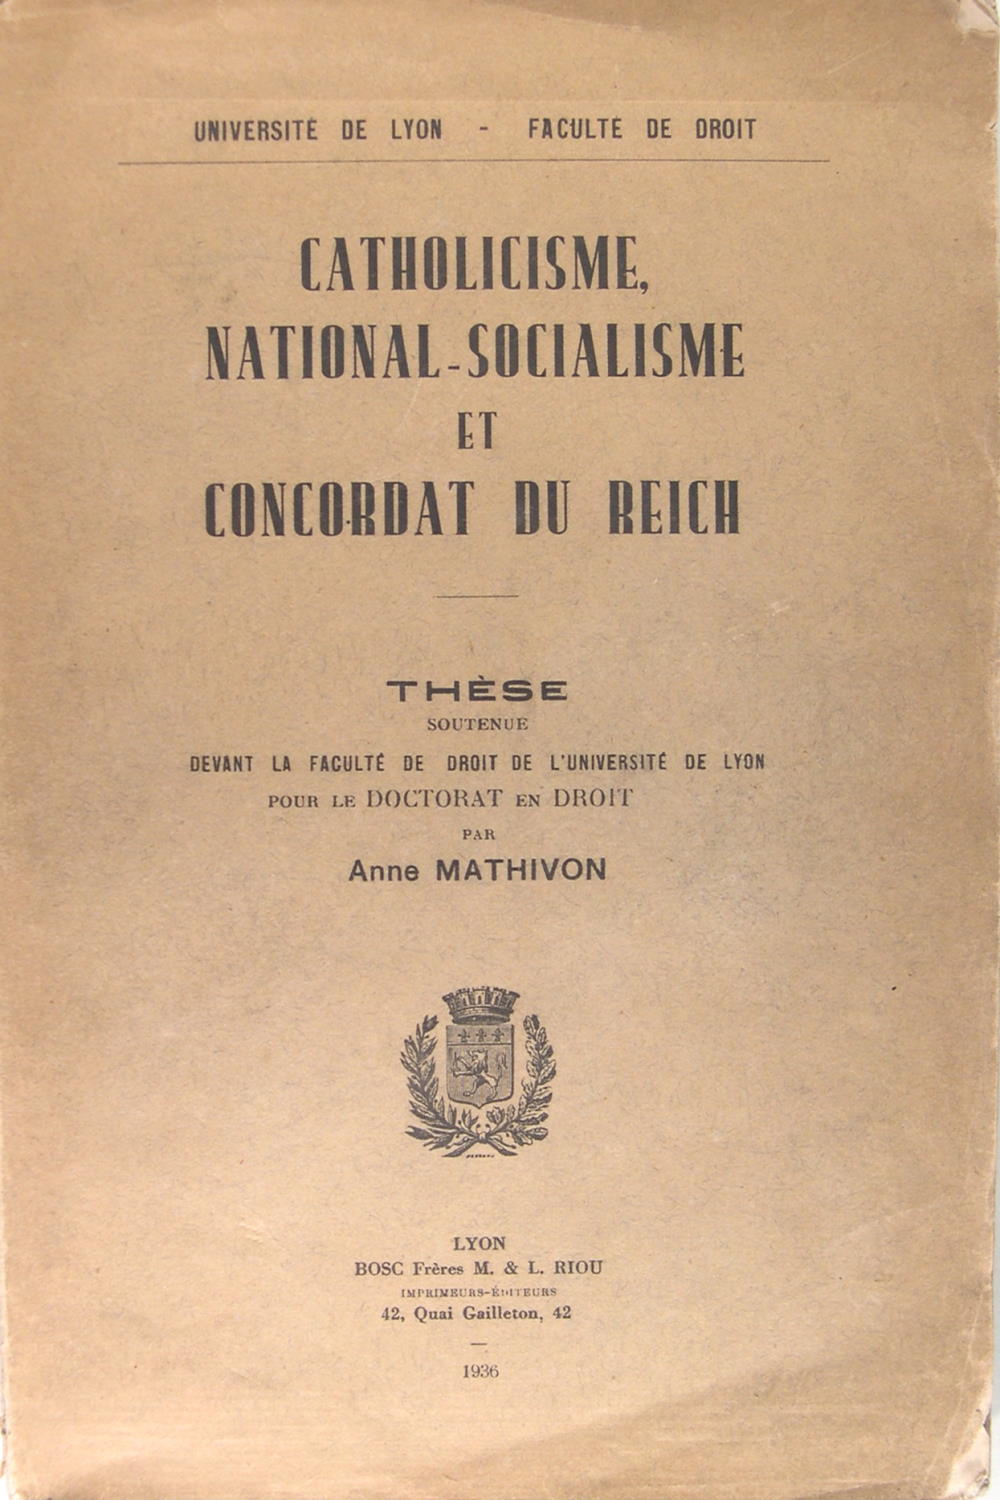 UNIVERSITÉ DE LYON - FACULTÉ DE DROIT
CATHOLICISME,
NATIONAL-SOCIALISME
ET
CONCORDAT DU REICH
THÈSE
SOUTENUE
DEVANT LA FACULTÉ DE DROIT DE L'UNIVERSITÉ DE LYON
POUR LE DOCTORAT EN DROIT
PAR
Anne MATHIVON
LYON
BOSC Frères M. & L. RIOU
IMPRIMEURS-ÉDITEURS
42, Quai Gailleton, 42
1936